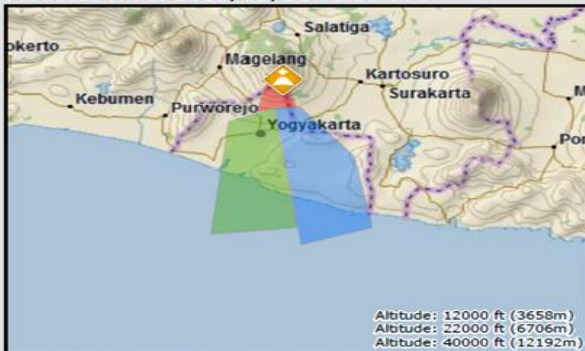 Salatiga
okerto
Magelang
Kartosuro
Kebumen
Surakarta
Purworejo
M
Yogyakarta
Por
Altitude: 12000 ft (3658m)
Altitude: 22000 ft (6706m)
Altitude: 40000 ft (12192m)